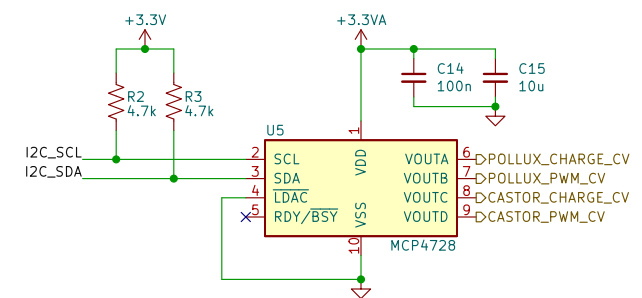 +3.3V
+3.3VA
R2
4.7k
R3
4.7k
C14
100n
C15
10u
U5
I2C_SCL
I2C_SDA
1
VDD
2 SCL
3 SDA
4 LDAC
5 RDY/BSY
VOUTA 6 POLLUX_CHARGE_CV
VOUTB 7 POLLUX_PWM_CV
VOUTC 8 CASTOR_CHARGE_CV
VOUTD 9 CASTOR_PWM_CV
VSS
10
MCP4728